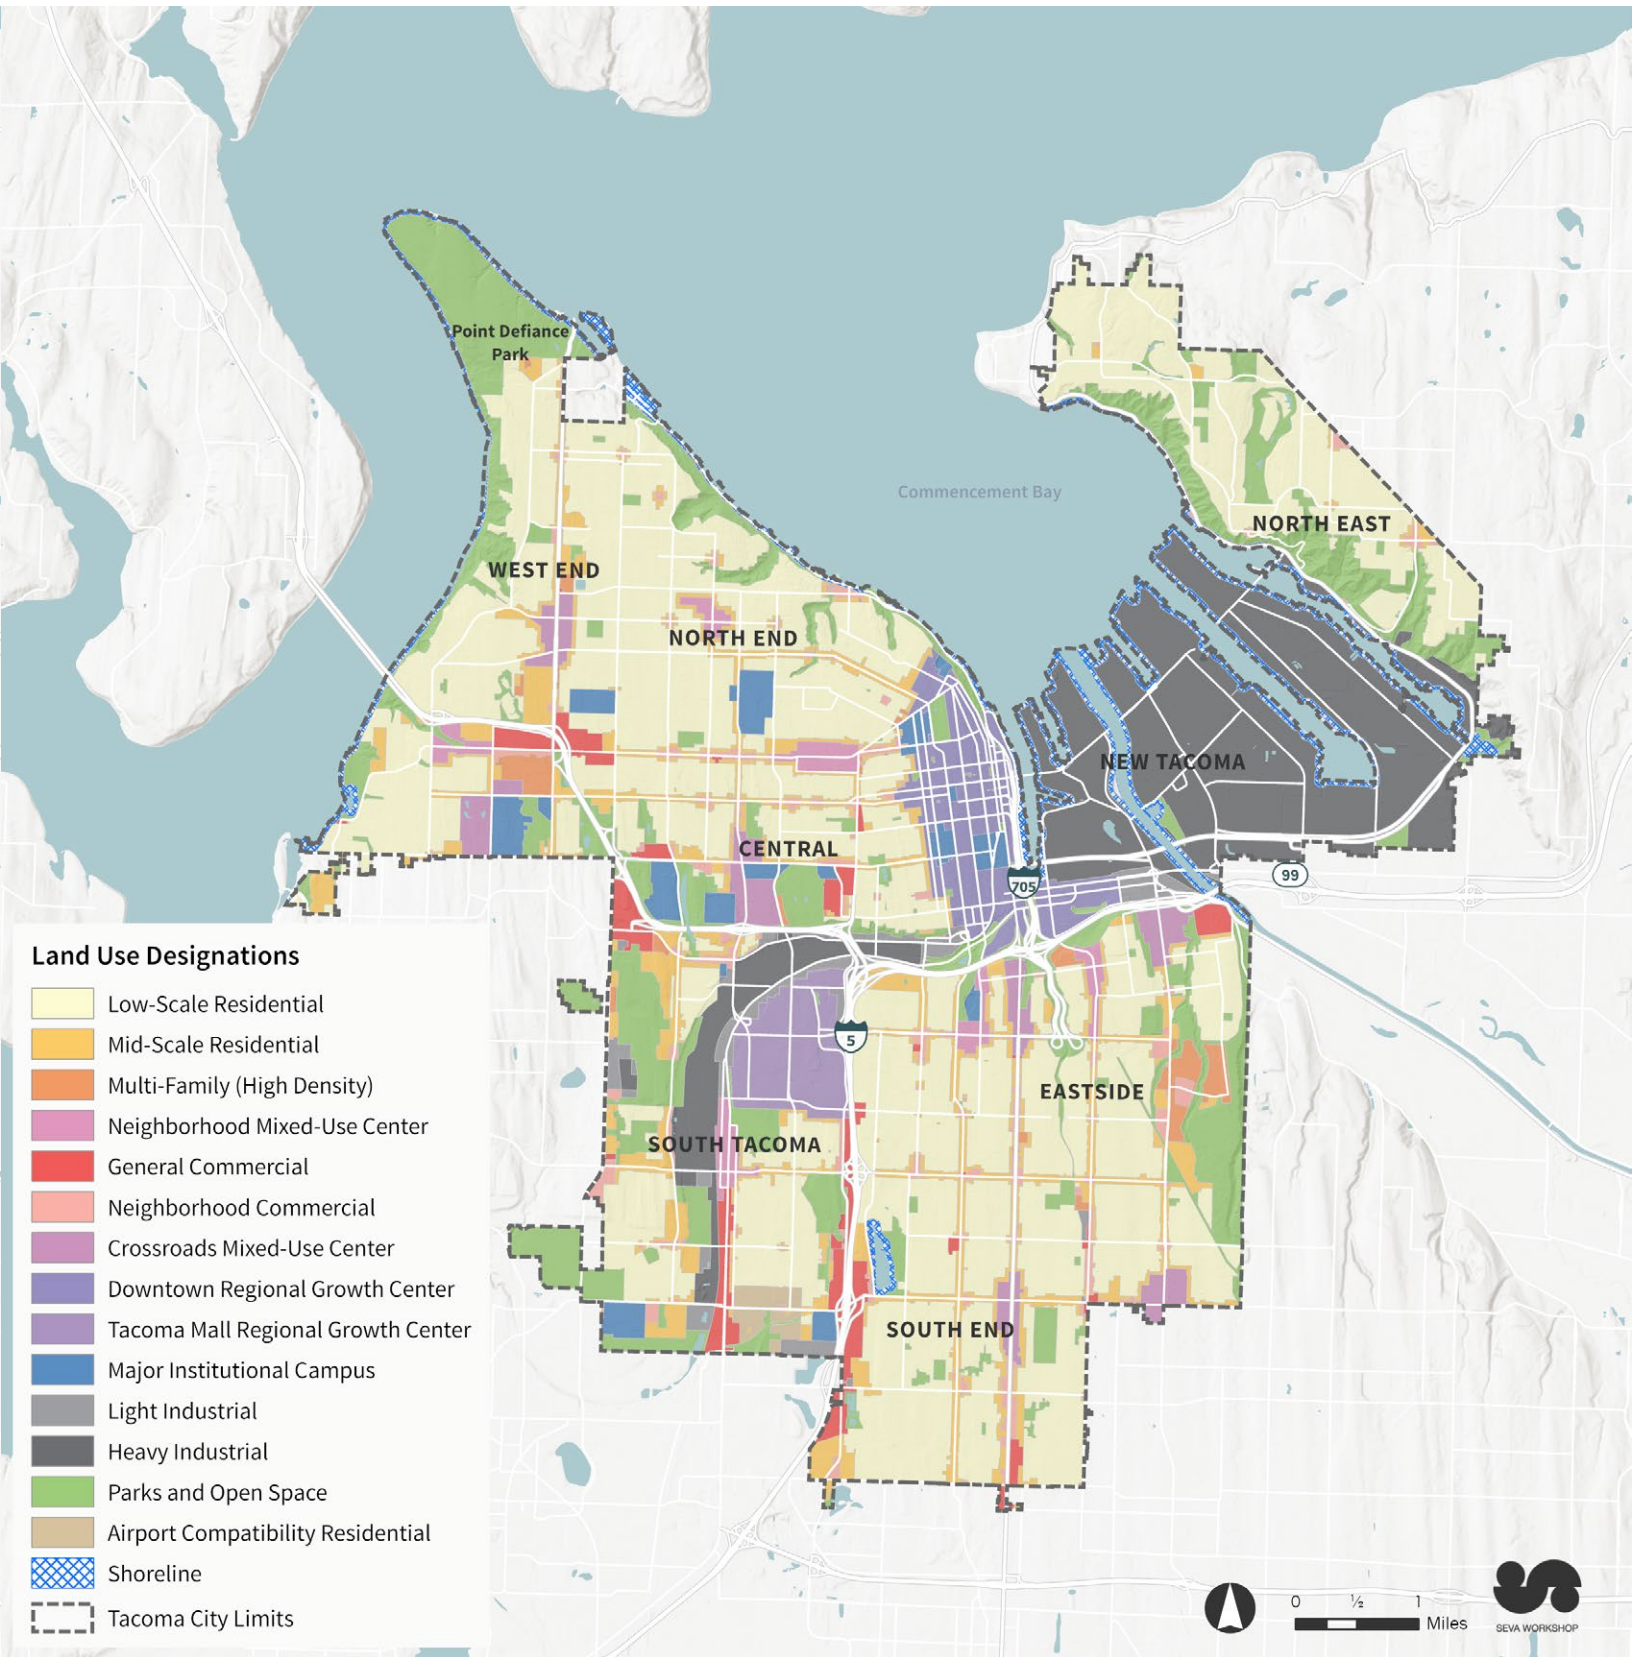 Point Defiance
Park
Commencement Bay
NORTH EAST
WEST END
NORTH END
NEW TACOMA
CENTRAL
705
99
5
EASTSIDE
SOUTH TACOMA
SOUTH END
Land Use Designations
Low-Scale Residential
Mid-Scale Residential
Multi-Family (High Density)
Neighborhood Mixed-Use Center
General Commercial
Neighborhood Commercial
Crossroads Mixed-Use Center
Downtown Regional Growth Center
Tacoma Mall Regional Growth Center
Major Institutional Campus
Light Industrial
Heavy Industrial
Parks and Open Space
Airport Compatibility Residential
Shoreline
Tacoma City Limits
0 ½ 1
Miles
SEVA WORKSHOP